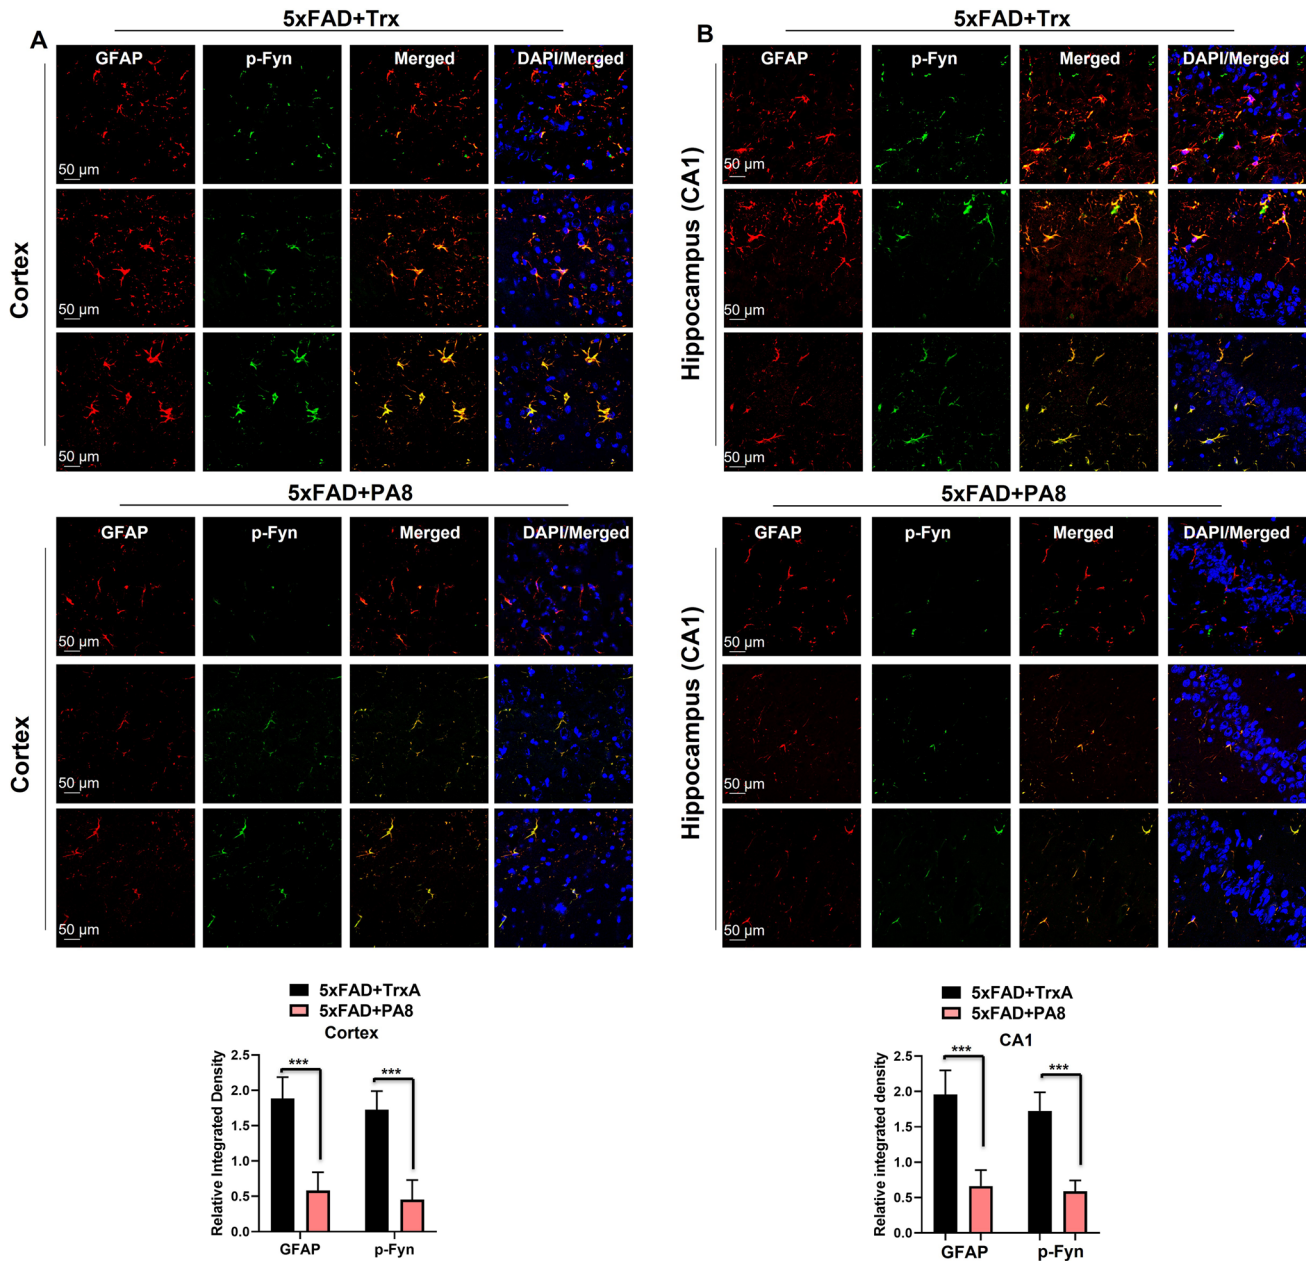 A
5xFAD+Trx
GFAP p-Fyn Merged DAPI/Merged
Cortex
50 µm
50 µm
50 µm
5xFAD+PA8
GFAP p-Fyn Merged DAPI/Merged
Cortex
50 µm
50 µm
50 µm
5xFAD+TrxA
5xFAD+PA8
Cortex
Relative Integrated Density
2.5
2.0
1.5
1.0
0.5
0.0
*** ***
GFAP p-Fyn
B
5xFAD+Trx
GFAP p-Fyn Merged DAPI/Merged
Hippocampus (CA1)
50 µm
50 µm
50 µm
5xFAD+PA8
GFAP p-Fyn Merged DAPI/Merged
Hippocampus (CA1)
50 µm
50 µm
50 µm
5xFAD+TrxA
5xFAD+PA8
CA1
Relative integrated density
2.5
2.0
1.5
1.0
0.5
0.0
*** ***
GFAP p-Fyn